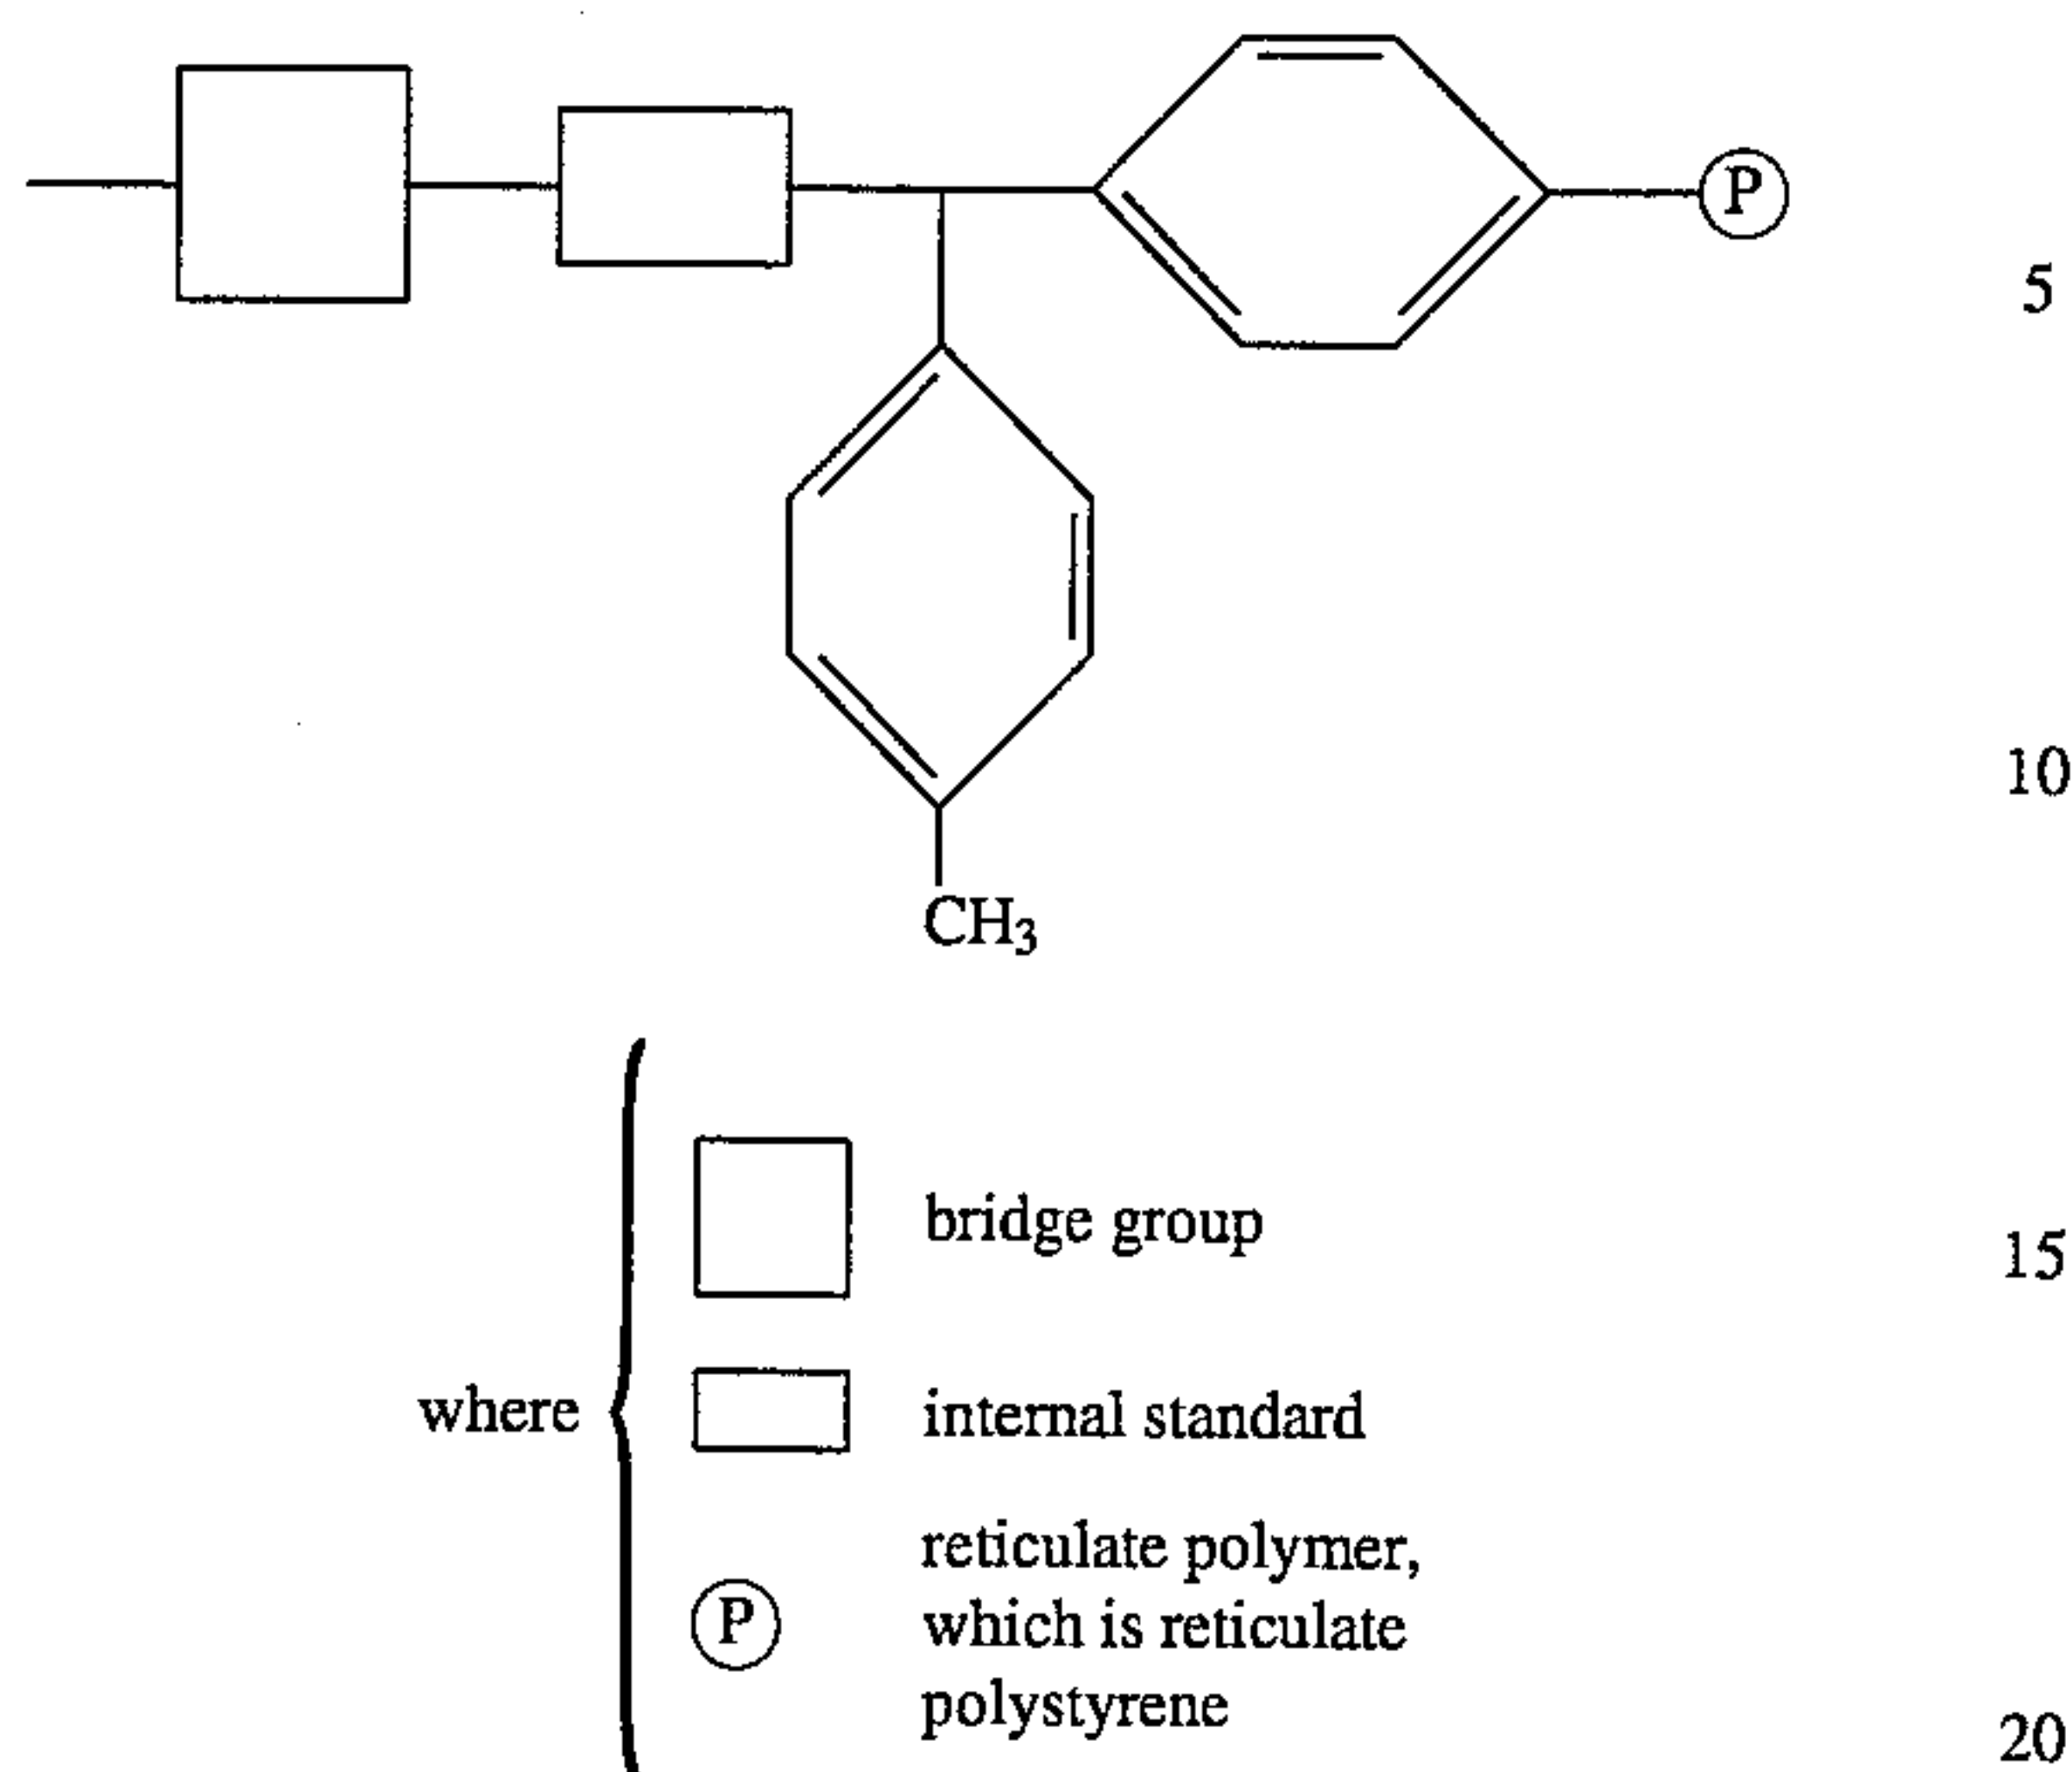 P
5
10
CH3
bridge group
15
where
internal standard
reticulate polymer,
P
which is reticulate
polystyrene
20